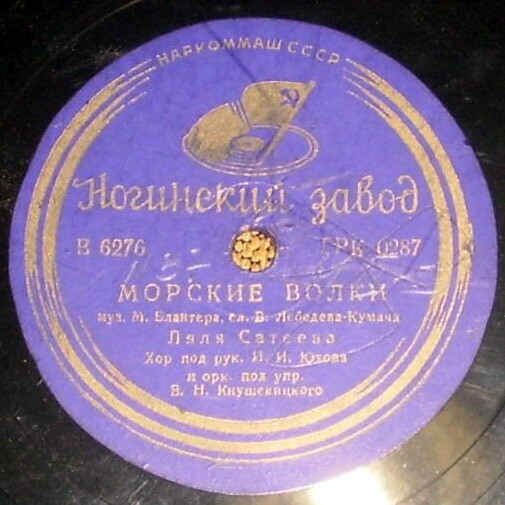 НАРКОММАШ СССР
Ногинский завод
В 6276 ГРК 0287
МОРСКИЕ ВОЛКИ
муз. М. Блантера, сл. В. Лебедева-Кумача
Ляля Сатеева
Хор под рук. И. И. Юхова
и орк. под упр.
В. Н. Кнушевицкого